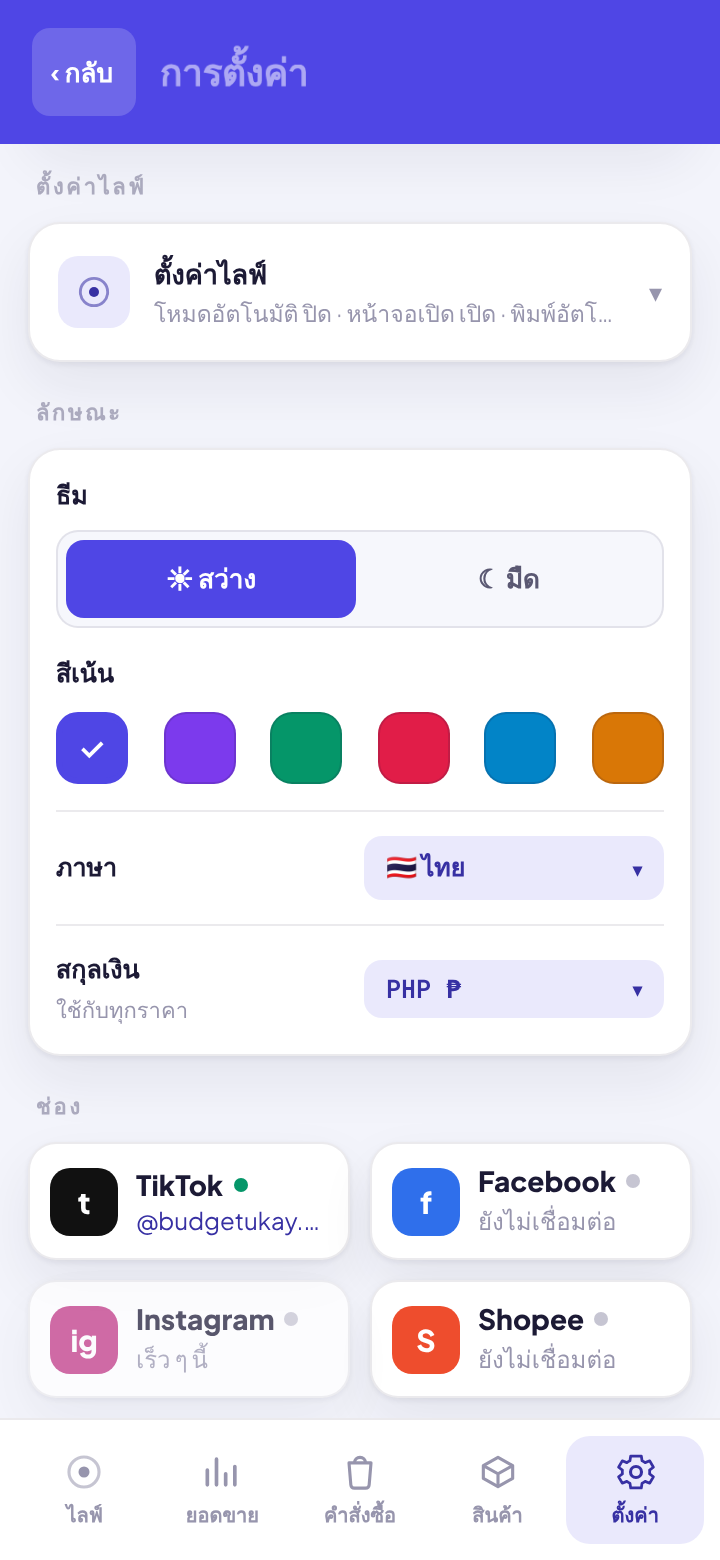 ‹ กลับ
การตั้งค่า
ตั้งค่าไลฟ์
ตั้งค่าไลฟ์
โหมดอัตโนมัติ ปิด · หน้าจอเปิด เปิด · พิมพ์อัตโ...
ลักษณะ
ธีม
☀ สว่าง
☾ มืด
สีเน้น
ภาษา
ไทย
สกุลเงิน
PHP ₱
ใช้กับทุกราคา
ช่อง
t
TikTok
@budgetukay....
f
Facebook
ยังไม่เชื่อมต่อ
ig
Instagram
เร็ว ๆ นี้
S
Shopee
ยังไม่เชื่อมต่อ
ไลฟ์
ยอดขาย
คำสั่งซื้อ
สินค้า
ตั้งค่า